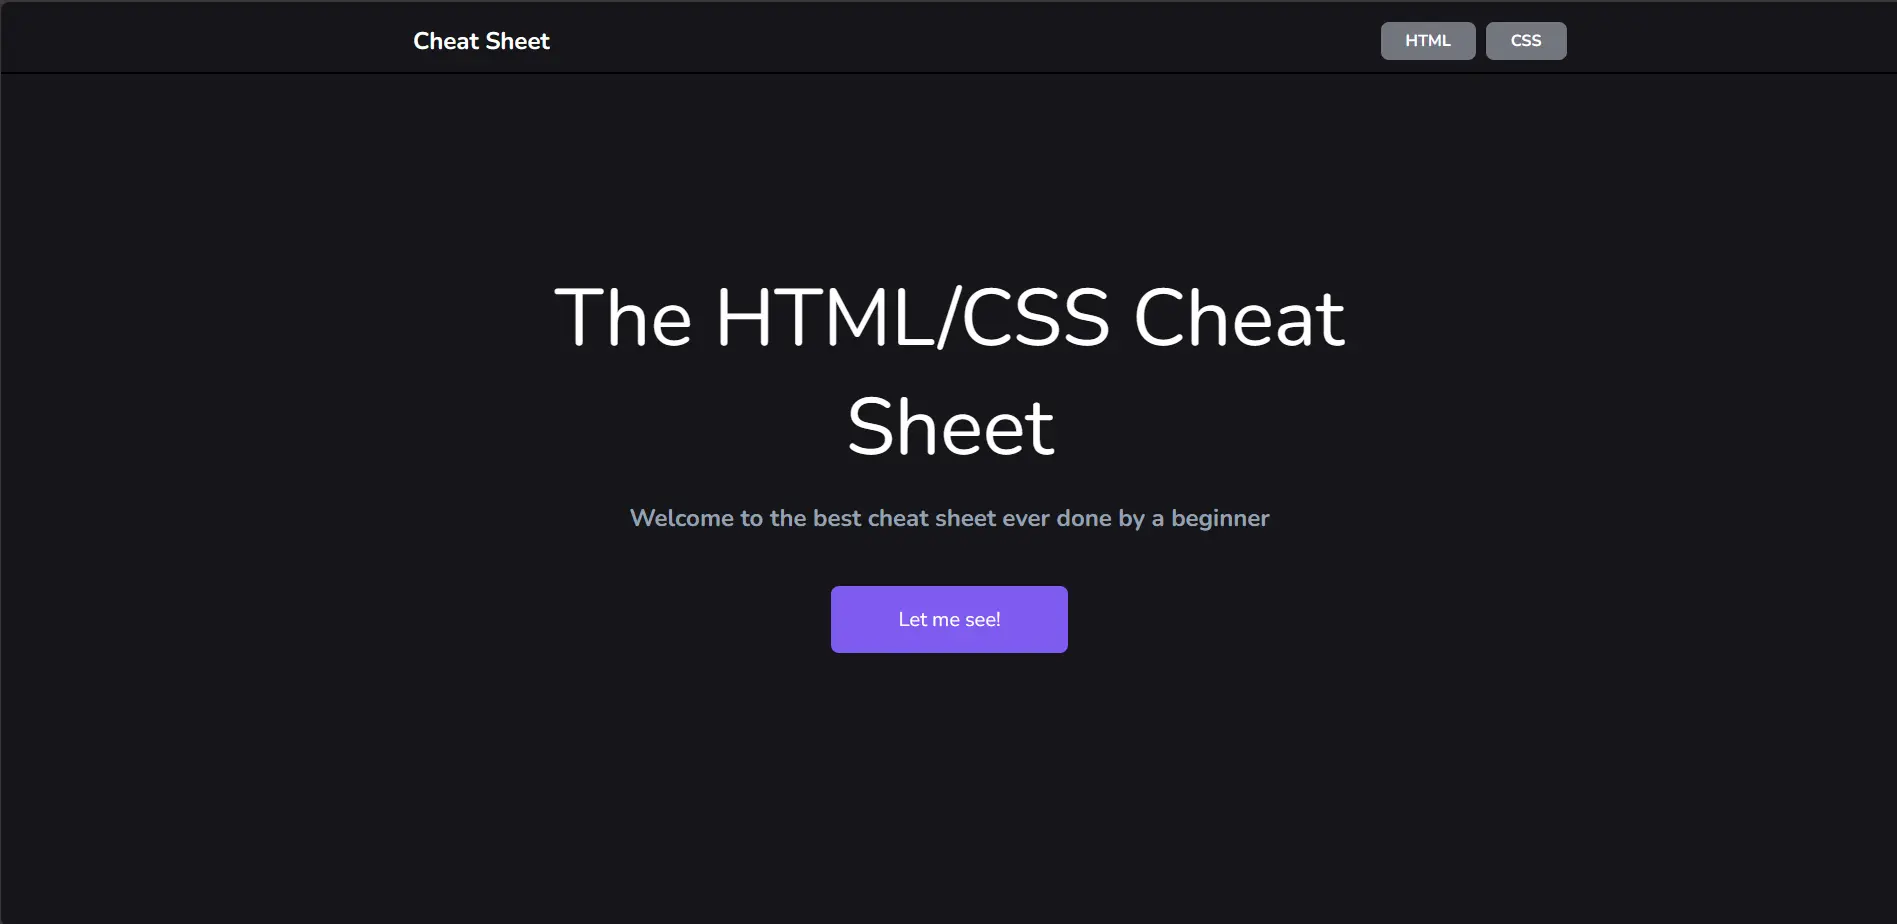 Cheat Sheet
HTML
CSS
The HTML/CSS Cheat
Sheet
Welcome to the best cheat sheet ever done by a beginner
Let me see!